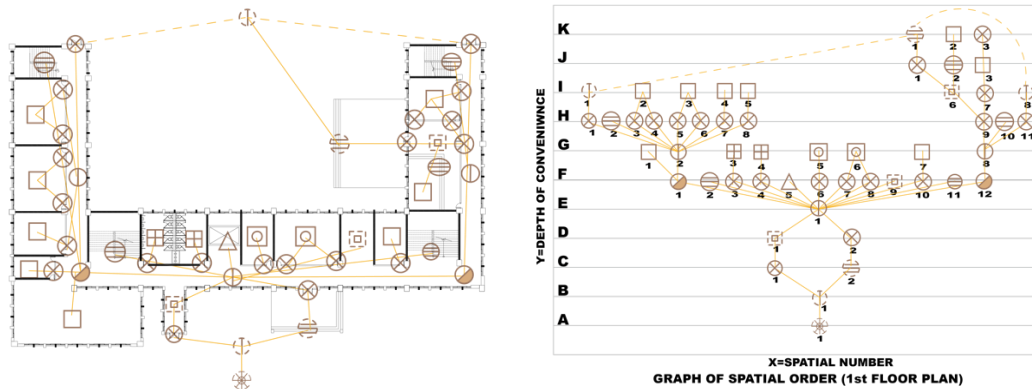 Y=DEPTH OF CONVENIWNCE
K 1 2 3
J 1 2 3
I 1 2 3 4 5 6 7 8
H 1 2 3 4 5 6 7 8 9 10 11
G 1 2 3 4 5 6 7 8
F 1 2 3 4 5 6 7 8 9 10 11 12
E 1
D 1 2
C 1 2
B 1
A 1
X=SPATIAL NUMBER
GRAPH OF SPATIAL ORDER (1st FLOOR PLAN)